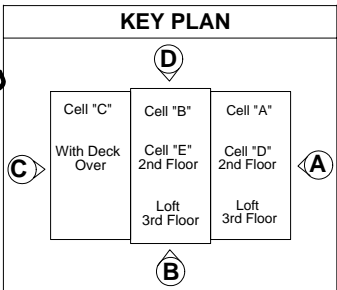 KEY PLAN
D
Cell "C"
With Deck
Over
Cell "B"
Cell "E"
2nd Floor
Loft
3rd Floor
Cell "A"
Cell "D"
2nd Floor
Loft
3rd Floor
C
A
B